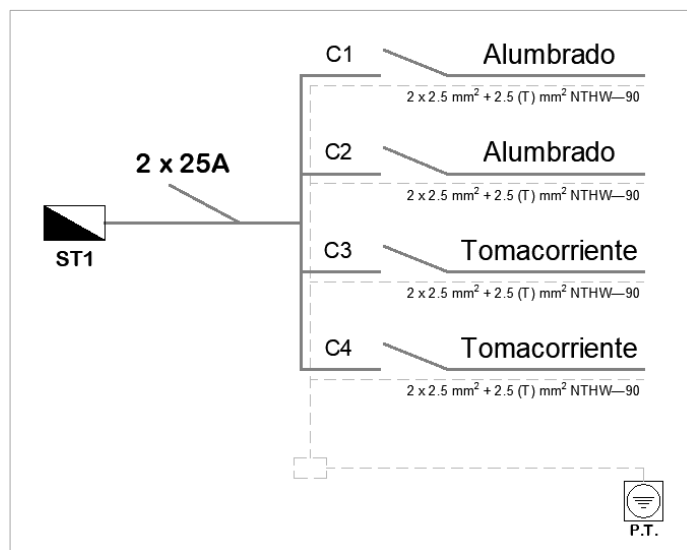 C1 Alumbrado
2 x 2.5 mm² + 2.5 (T) mm² NTHW—90
C2 Alumbrado
2 x 2.5 mm² + 2.5 (T) mm² NTHW—90
2 x 25A
ST1
C3 Tomacorriente
2 x 2.5 mm² + 2.5 (T) mm² NTHW—90
C4 Tomacorriente
2 x 2.5 mm² + 2.5 (T) mm² NTHW—90
P.T.